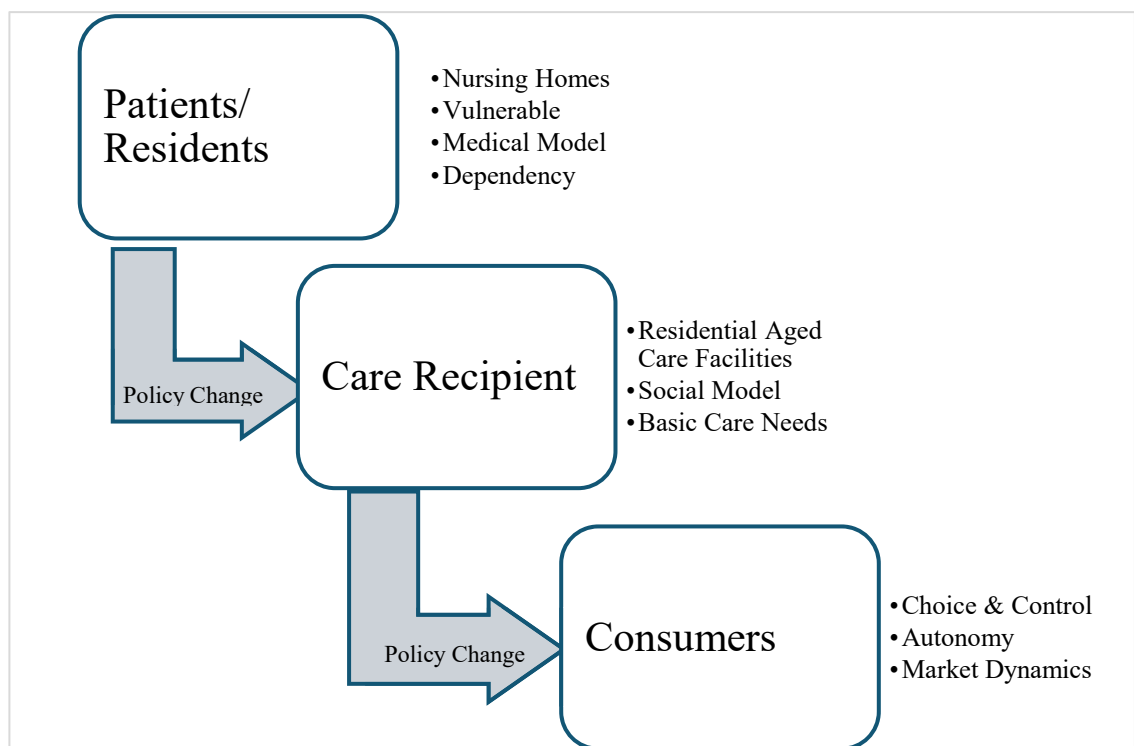 Patients/
Residents
•Nursing Homes
•Vulnerable
•Medical Model
•Dependency
Policy Change
Care Recipient
•Residential Aged
Care Facilities
•Social Model
•Basic Care Needs
Policy Change
Consumers
•Choice & Control
•Autonomy
•Market Dynamics